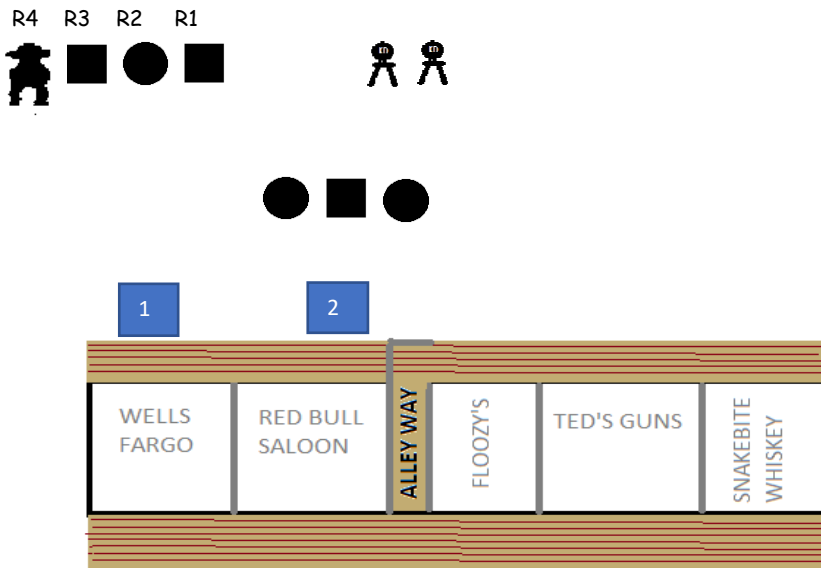 R4 R3 R2 R1
1
2
WELLS
FARGO
RED BULL
SALOON
ALLEY WAY
FLOOZY'S
TED'S GUNS
SNAKEBITE
WHISKEY